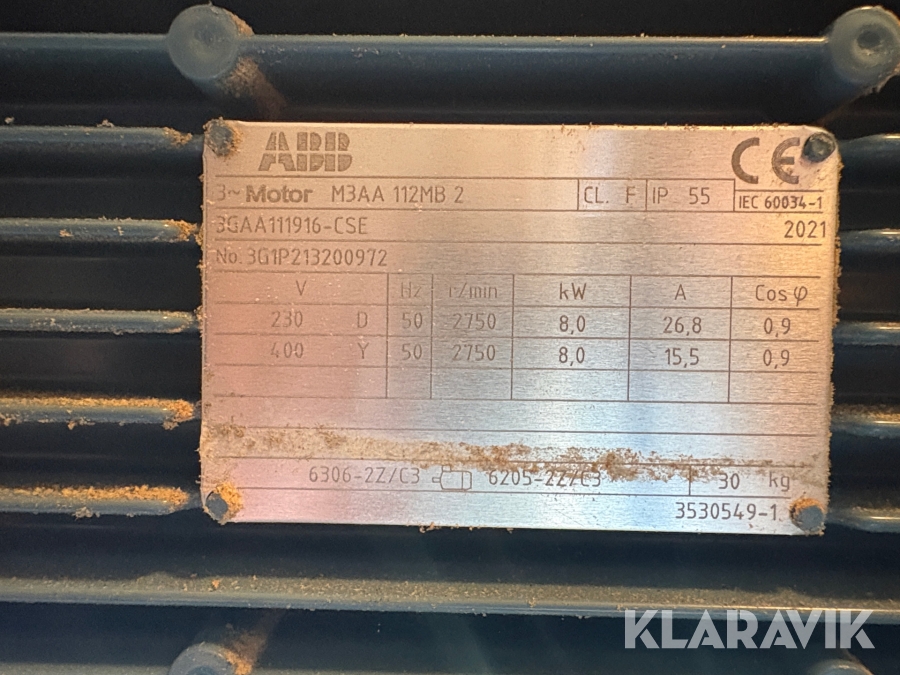 ABB
CE
3~ Motor M3AA 112MB 2 CL. F IP 55 IEC 60034-1
3GAA111916-CSE 2021
No. 3G1P213200972
V Hz r/min kW A Cos φ
230 D 50 2750 8,0 26,8 0,9
400 Y 50 2750 8,0 15,5 0,9
6306-2Z/C3 6205-2Z/C3 30 kg
3530549-1
KLARAVIK